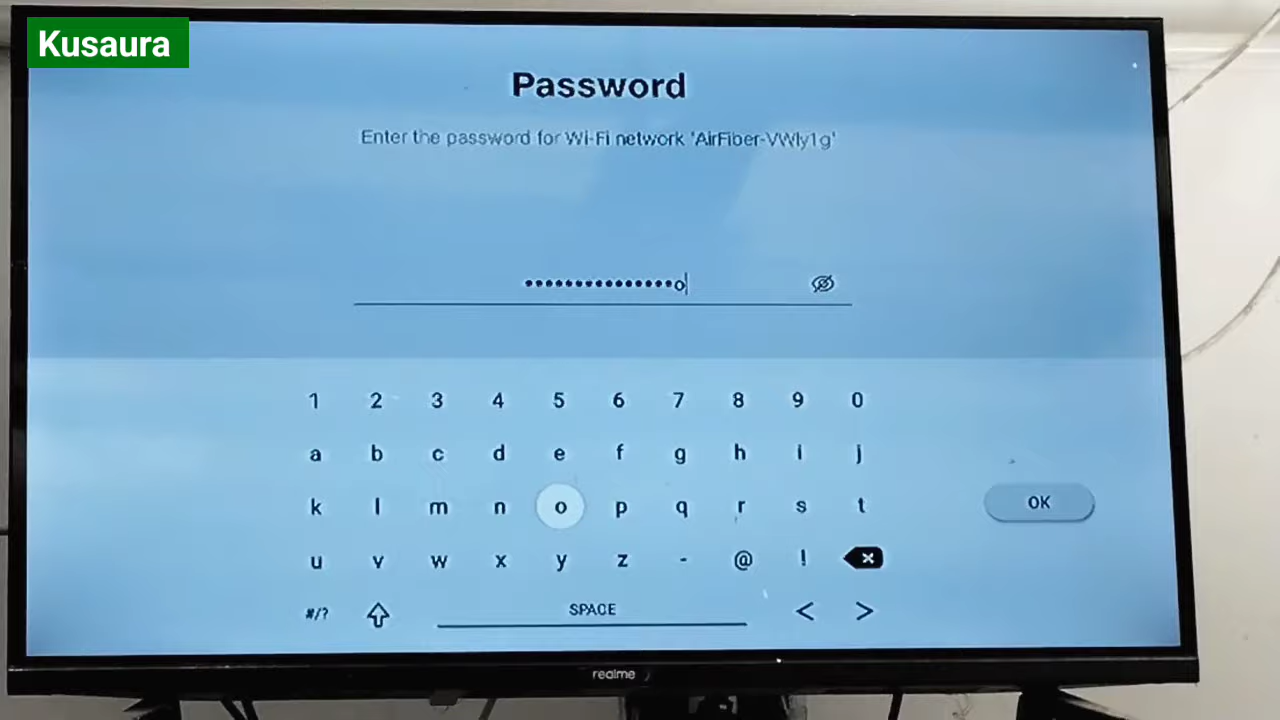 Kusaura
Password
Enter the password for Wi-Fi network 'AirFiber-VWly1g'
•••••••••••••••o
1 2 3 4 5 6 7 8 9 0
a b c d e f g h i j
k l m n o p q r s t
OK
u v w x y z - @ !
#/? SPACE < >
realme